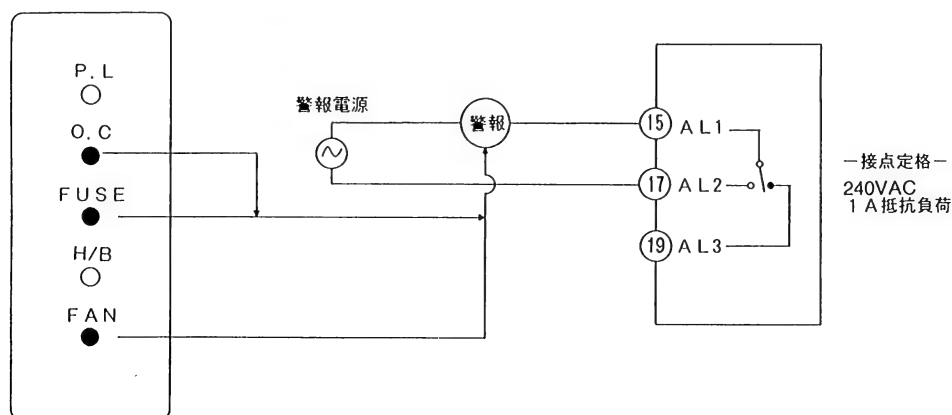 P.L
O.C
FUSE
H/B
FAN
警報電源
警報
15 AL1
17 AL2
19 AL3
－接点定格－
240VAC
1A抵抗負荷